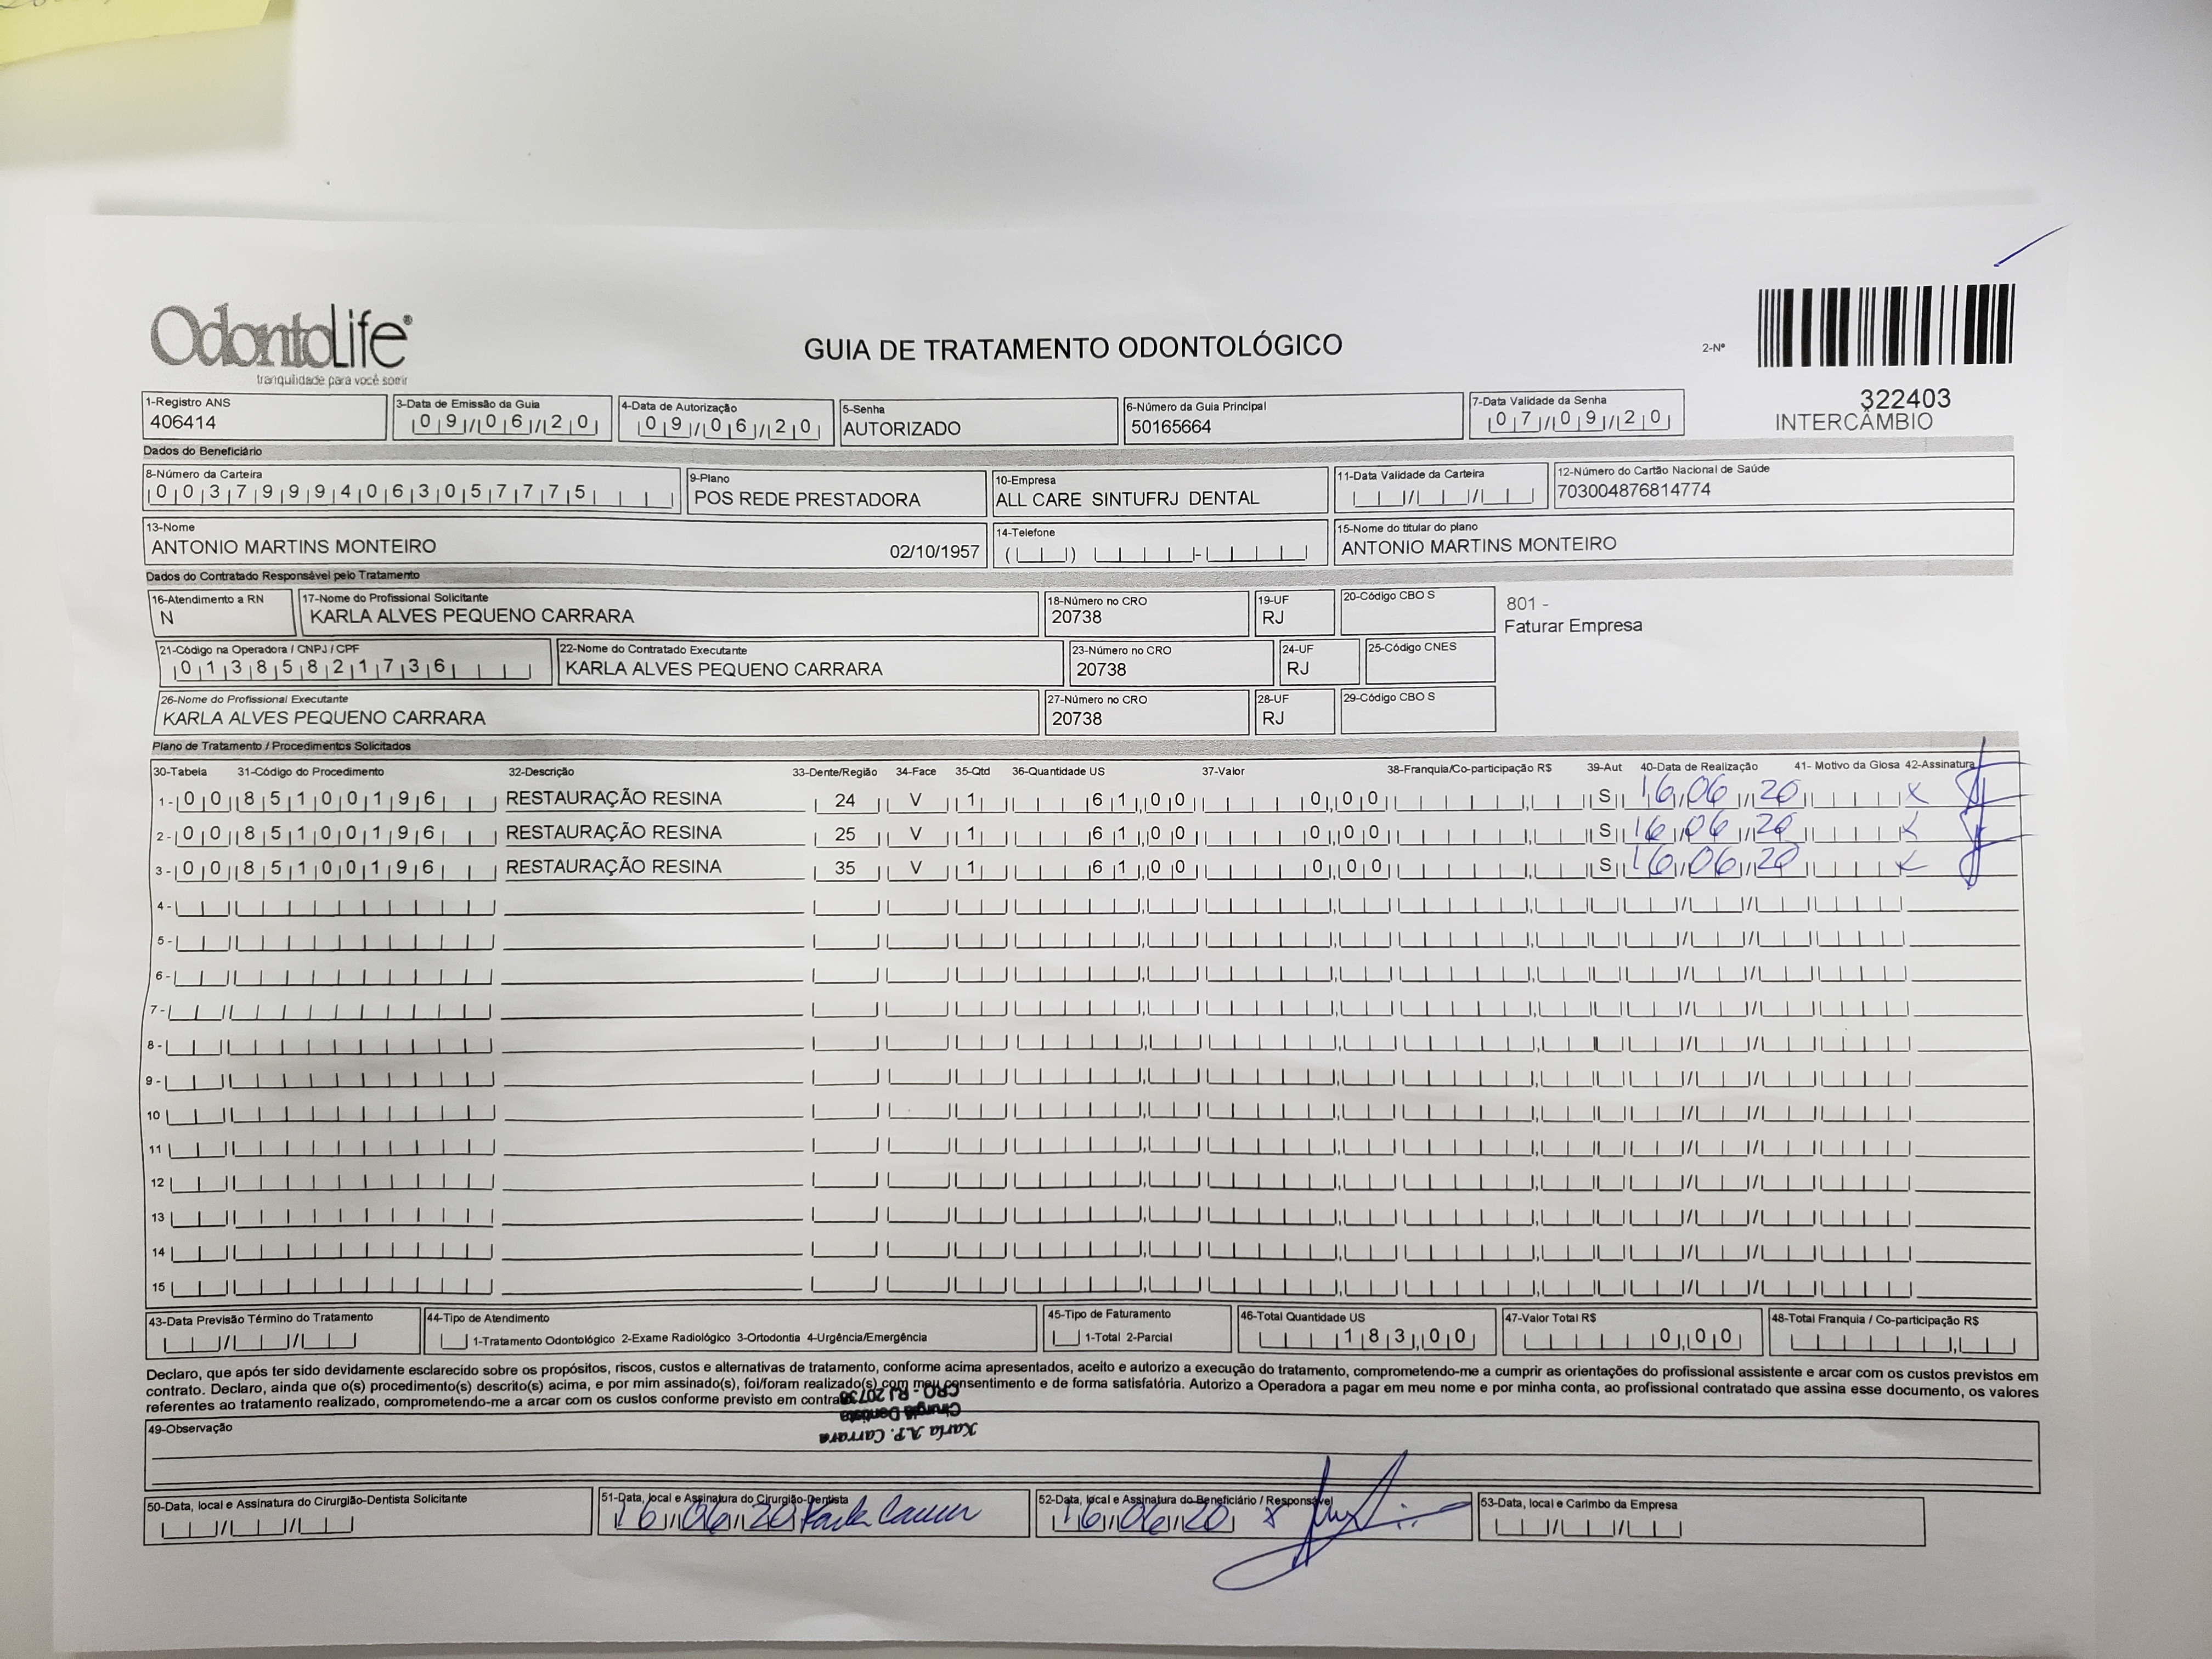 OdontoLife®
tranquilidade para você sorrir
GUIA DE TRATAMENTO ODONTOLÓGICO
2-Nº
322403
INTERCÂMBIO
1-Registro ANS
406414
3-Data de Emissão da Guia
09/06/20
4-Data de Autorização
09/06/20
5-Senha
AUTORIZADO
6-Número da Guia Principal
50165664
7-Data Validade da Senha
07/09/20
Dados do Beneficiário
8-Número da Carteira
00379994063057775
9-Plano
POS REDE PRESTADORA
10-Empresa
ALL CARE SINTUFRJ DENTAL
11-Data Validade da Carteira
12-Número do Cartão Nacional de Saúde
703004876814774
13-Nome
ANTONIO MARTINS MONTEIRO 02/10/1957
14-Telefone
15-Nome do titular do plano
ANTONIO MARTINS MONTEIRO
Dados do Contratado Responsável pelo Tratamento
16-Atendimento a RN
N
17-Nome do Profissional Solicitante
KARLA ALVES PEQUENO CARRARA
18-Número no CRO
20738
19-UF
RJ
20-Código CBO S
801 -
Faturar Empresa
21-Código na Operadora / CNPJ / CPF
01385821736
22-Nome do Contratado Executante
KARLA ALVES PEQUENO CARRARA
23-Número no CRO
20738
24-UF
RJ
25-Código CNES
26-Nome do Profissional Executante
KARLA ALVES PEQUENO CARRARA
27-Número no CRO
20738
28-UF
RJ
29-Código CBO S
Plano de Tratamento / Procedimentos Solicitados
30-Tabela 31-Código do Procedimento 32-Descrição 33-Dente/Região 34-Face 35-Qtd 36-Quantidade US 37-Valor 38-Franquia/Co-participação R$ 39-Aut 40-Data de Realização 41- Motivo da Glosa 42-Assinatura
1- 00 85100196 RESTAURAÇÃO RESINA 24 V 1 61,00 0,00 S 16/06/20 x
2- 00 85100196 RESTAURAÇÃO RESINA 25 V 1 61,00 0,00 S 16/06/20 x
3- 00 85100196 RESTAURAÇÃO RESINA 35 V 1 61,00 0,00 S 16/06/20 x
4-
5-
6-
7-
8-
9-
10
11
12
13
14
15
43-Data Previsão Término do Tratamento
44-Tipo de Atendimento
1-Tratamento Odontológico 2-Exame Radiológico 3-Ortodontia 4-Urgência/Emergência
45-Tipo de Faturamento
1-Total 2-Parcial
46-Total Quantidade US
183,00
47-Valor Total R$
0,00
48-Total Franquia / Co-participação R$
Declaro, que após ter sido devidamente esclarecido sobre os propósitos, riscos, custos e alternativas de tratamento, conforme acima apresentados, aceito e autorizo a execução do tratamento, comprometendo-me a cumprir as orientações do profissional assistente e arcar com os custos previstos em
contrato. Declaro, ainda que o(s) procedimento(s) descrito(s) acima, e por mim assinado(s), foi/foram realizado(s) com meu consentimento e de forma satisfatória. Autorizo a Operadora a pagar em meu nome e por minha conta, ao profissional contratado que assina esse documento, os valores
referentes ao tratamento realizado, comprometendo-me a arcar com os custos conforme previsto em contrato.
Karla A.P. Carrara
Cirurgiã Dentista
CRO - RJ 20738
49-Observação
50-Data, local e Assinatura do Cirurgião-Dentista Solicitante
51-Data, local e Assinatura do Cirurgião-Dentista
16/06/20 Karla Carrara
52-Data, local e Assinatura do Beneficiário / Responsável
16/06/20 x
53-Data, local e Carimbo da Empresa